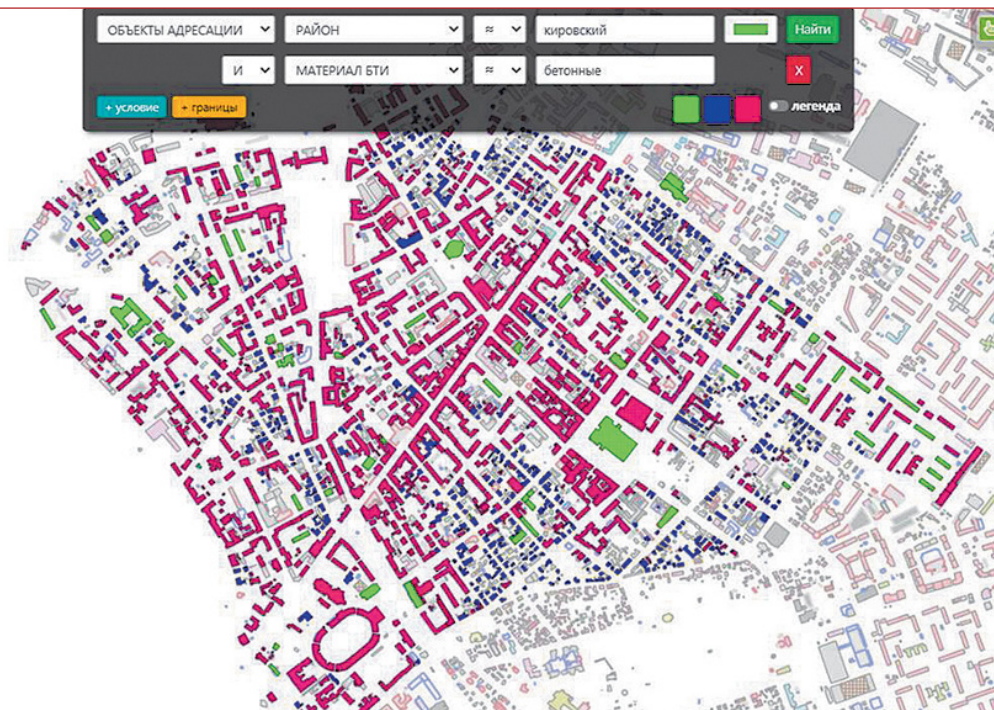 ОБЪЕКТЫ АДРЕСАЦИИ РАЙОН ≈ кировский Найти
И МАТЕРИАЛ БТИ ≈ бетонные X
+ условие + границы легенда